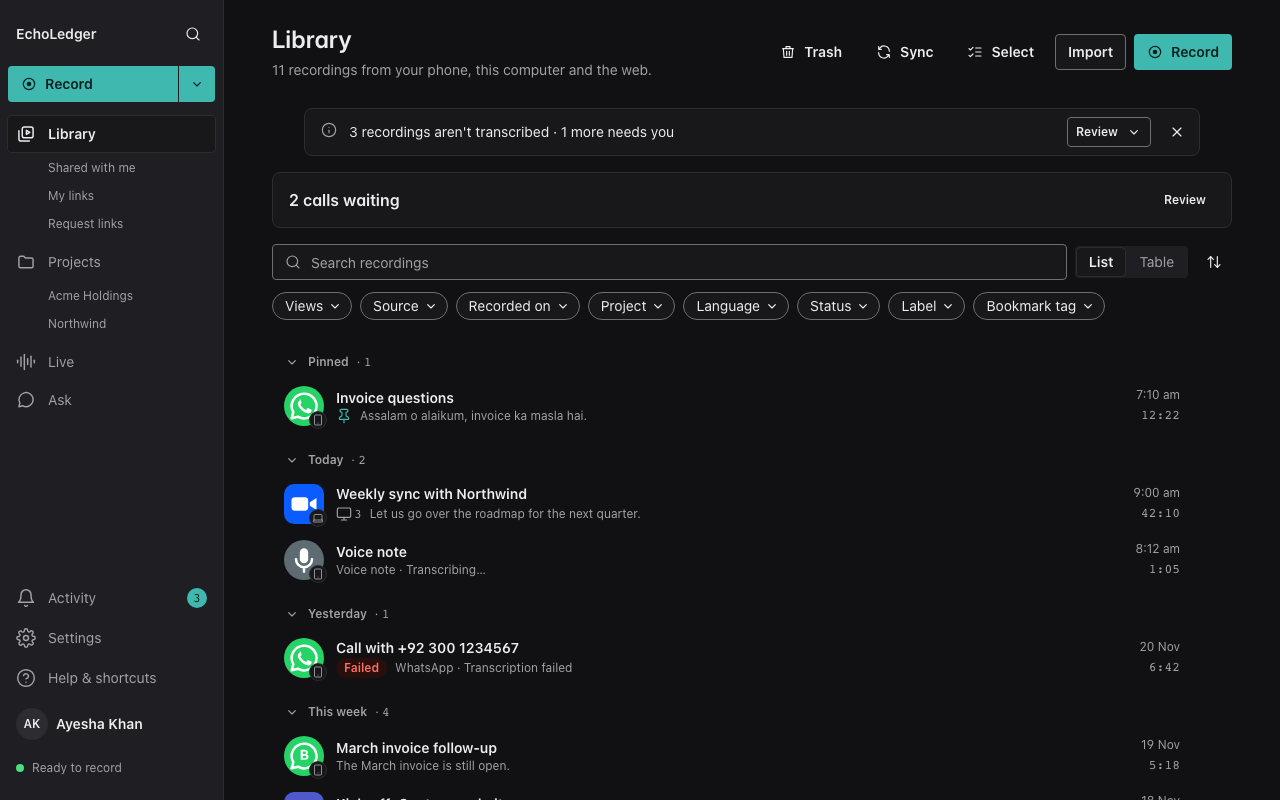 EchoLedger
Record
Library
Shared with me
My links
Request links
Projects
Acme Holdings
Northwind
Live
Ask
Activity 3
Settings
Help & shortcuts
AK Ayesha Khan
Ready to record
Library
11 recordings from your phone, this computer and the web.
Trash Sync Select Import Record
3 recordings aren't transcribed · 1 more needs you Review
2 calls waiting Review
Search recordings List Table
Views Source Recorded on Project Language Status Label Bookmark tag
Pinned · 1
Invoice questions 7:10 am
Assalam o alaikum, invoice ka masla hai. 12:22
Today · 2
Weekly sync with Northwind 9:00 am
3 Let us go over the roadmap for the next quarter. 42:10
Voice note 8:12 am
Voice note · Transcribing... 1:05
Yesterday · 1
Call with +92 300 1234567 20 Nov
Failed WhatsApp · Transcription failed 6:42
This week · 4
March invoice follow-up 19 Nov
B The March invoice is still open. 5:18
18 Nov